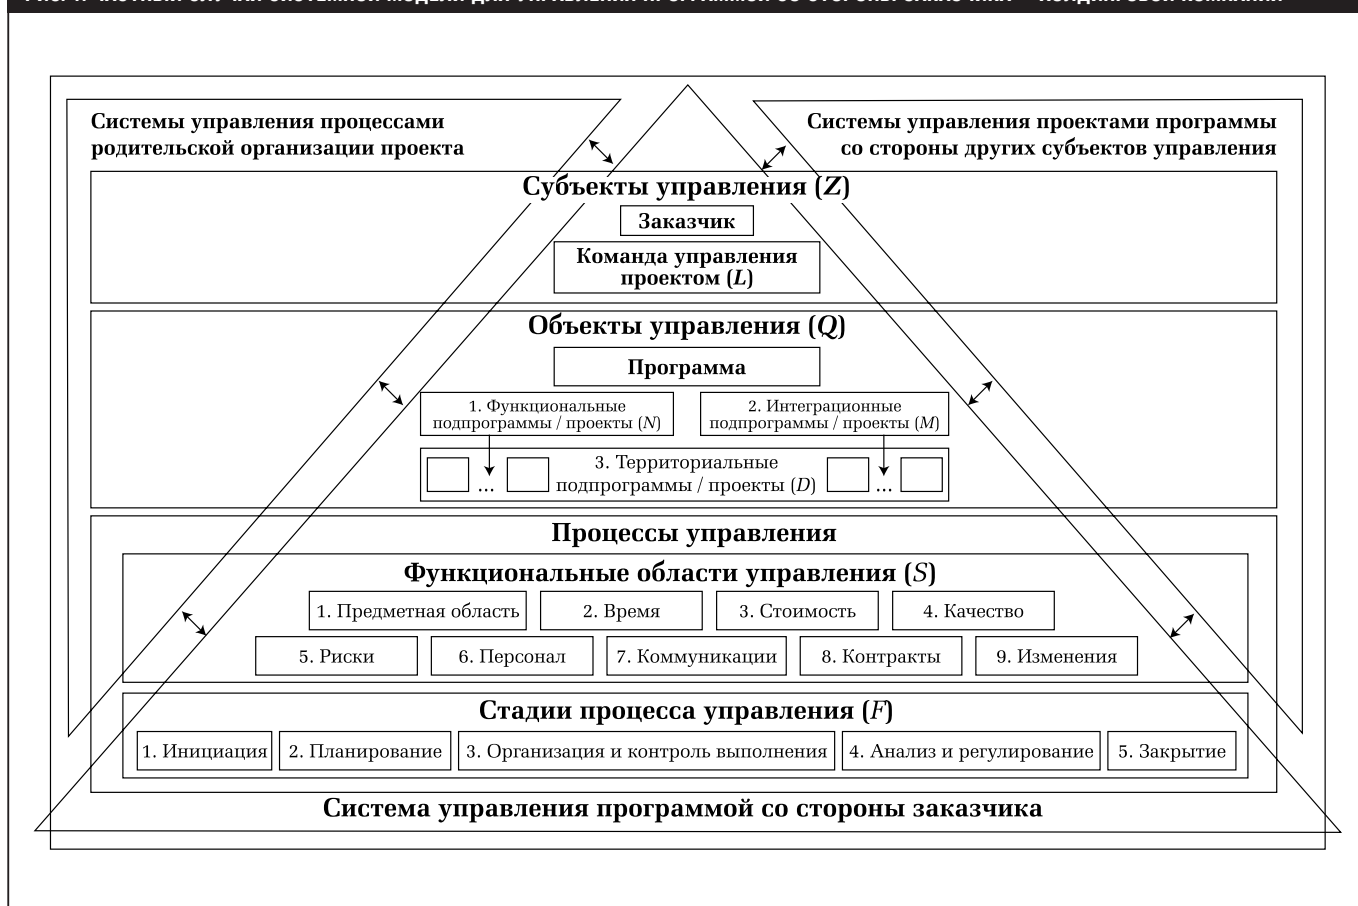 Системы управления процессами
родительской организации проекта
Системы управления проектами программы
со стороны других субъектов управления
Субъекты управления (Z)
Заказчик
Команда управления
проектом (L)
Объекты управления (Q)
Программа
1. Функциональные
подпрограммы / проекты (N)
2. Интеграционные
подпрограммы / проекты (M)
3. Территориальные
подпрограммы / проекты (D)
...
...
Процессы управления
Функциональные области управления (S)
1. Предметная область
2. Время
3. Стоимость
4. Качество
5. Риски
6. Персонал
7. Коммуникации
8. Контракты
9. Изменения
Стадии процесса управления (F)
1. Инициация
2. Планирование
3. Организация и контроль выполнения
4. Анализ и регулирование
5. Закрытие
Система управления программой со стороны заказчика